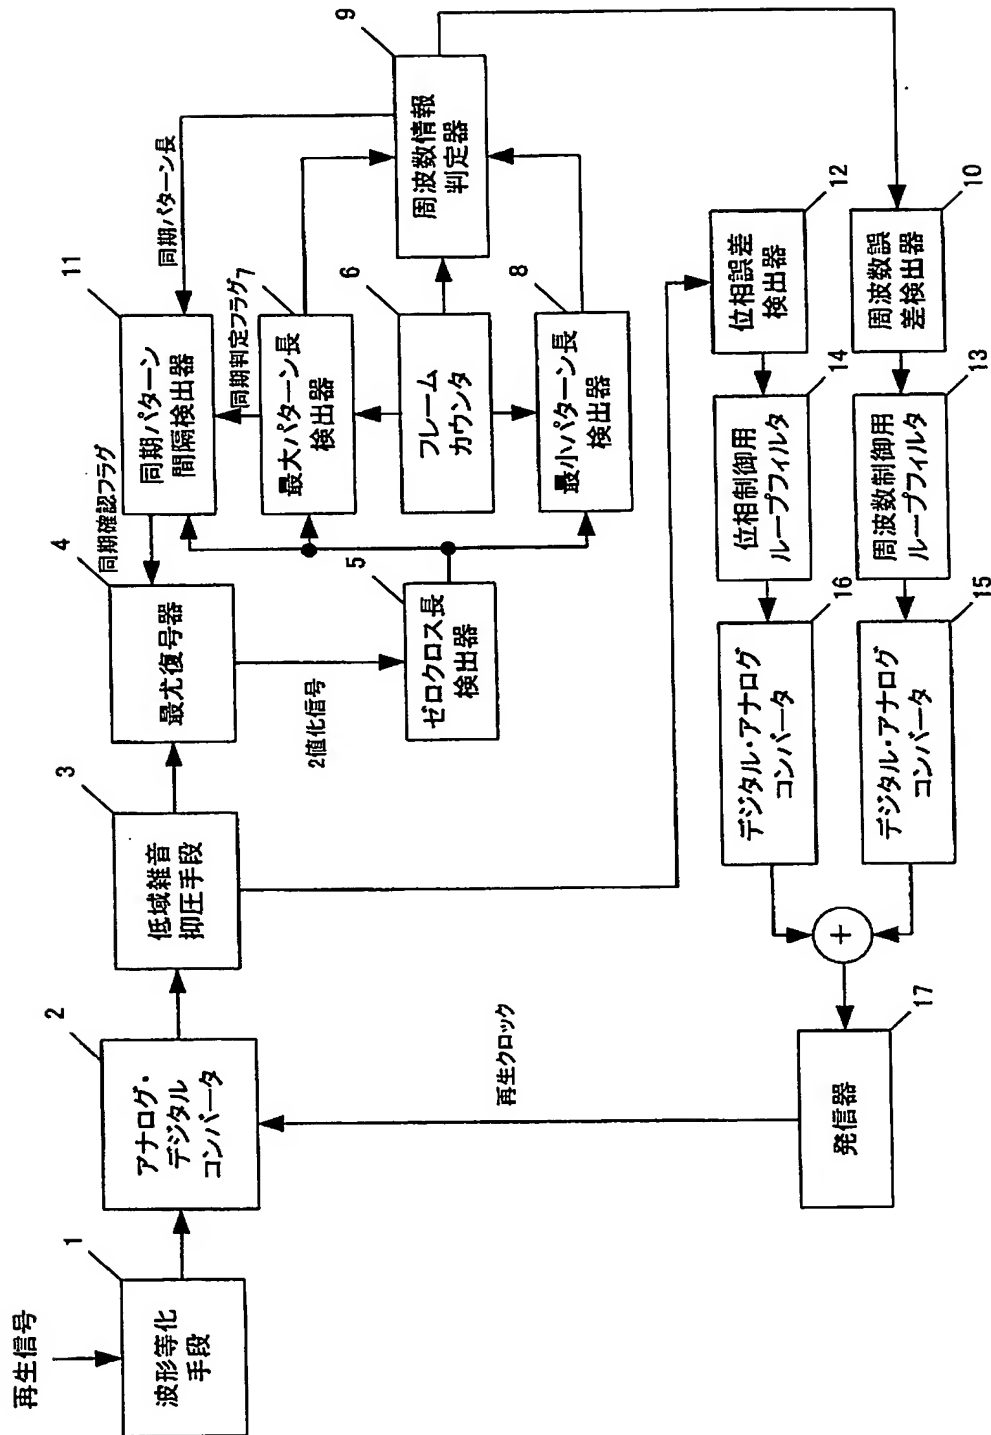 再生信号
1
波形等化
手段
2
アナログ・
デジタル
コンバータ
3
低域雑音
抑圧手段
4
最尤復号器
同期確認フラグ
2値化信号
5
ゼロクロス長
検出器
11
同期パターン
間隔検出器
同期パターン長
同期判定フラグ
7
最大パターン長
検出器
6
フレーム
カウンタ
8
最小パターン長
検出器
9
周波数情報
判定器
12
位相誤差
検出器
10
周波数誤
差検出器
14
位相制御用
ループフィルタ
13
周波数制御用
ループフィルタ
16
デジタル・アナログ
コンバータ
15
デジタル・アナログ
コンバータ
+
17
発信器
再生クロック